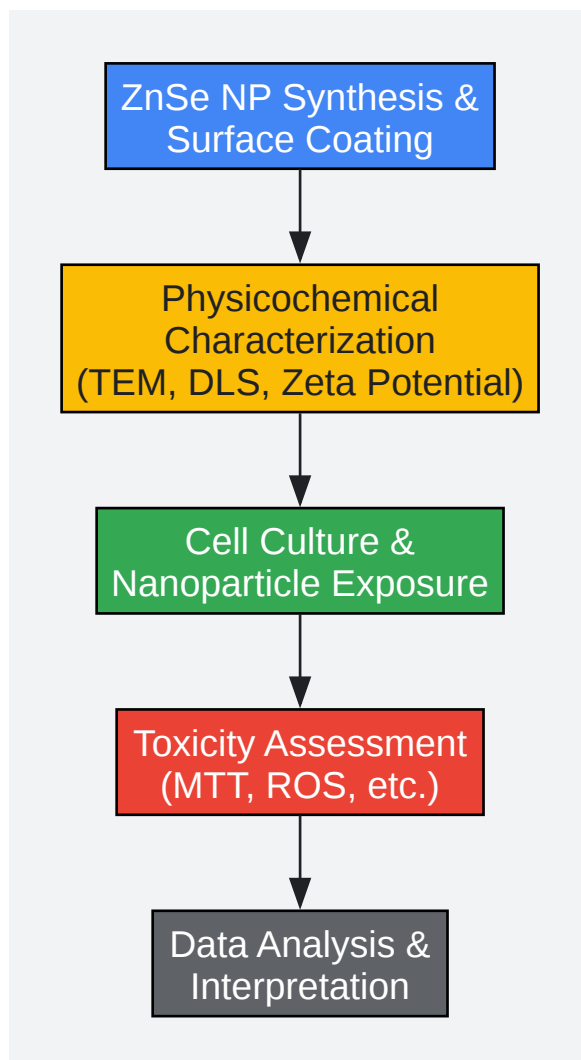 ZnSe NP Synthesis &
Surface Coating
Physicochemical
Characterization
(TEM, DLS, Zeta Potential)
Cell Culture &
Nanoparticle Exposure
Toxicity Assessment
(MTT, ROS, etc.)
Data Analysis &
Interpretation